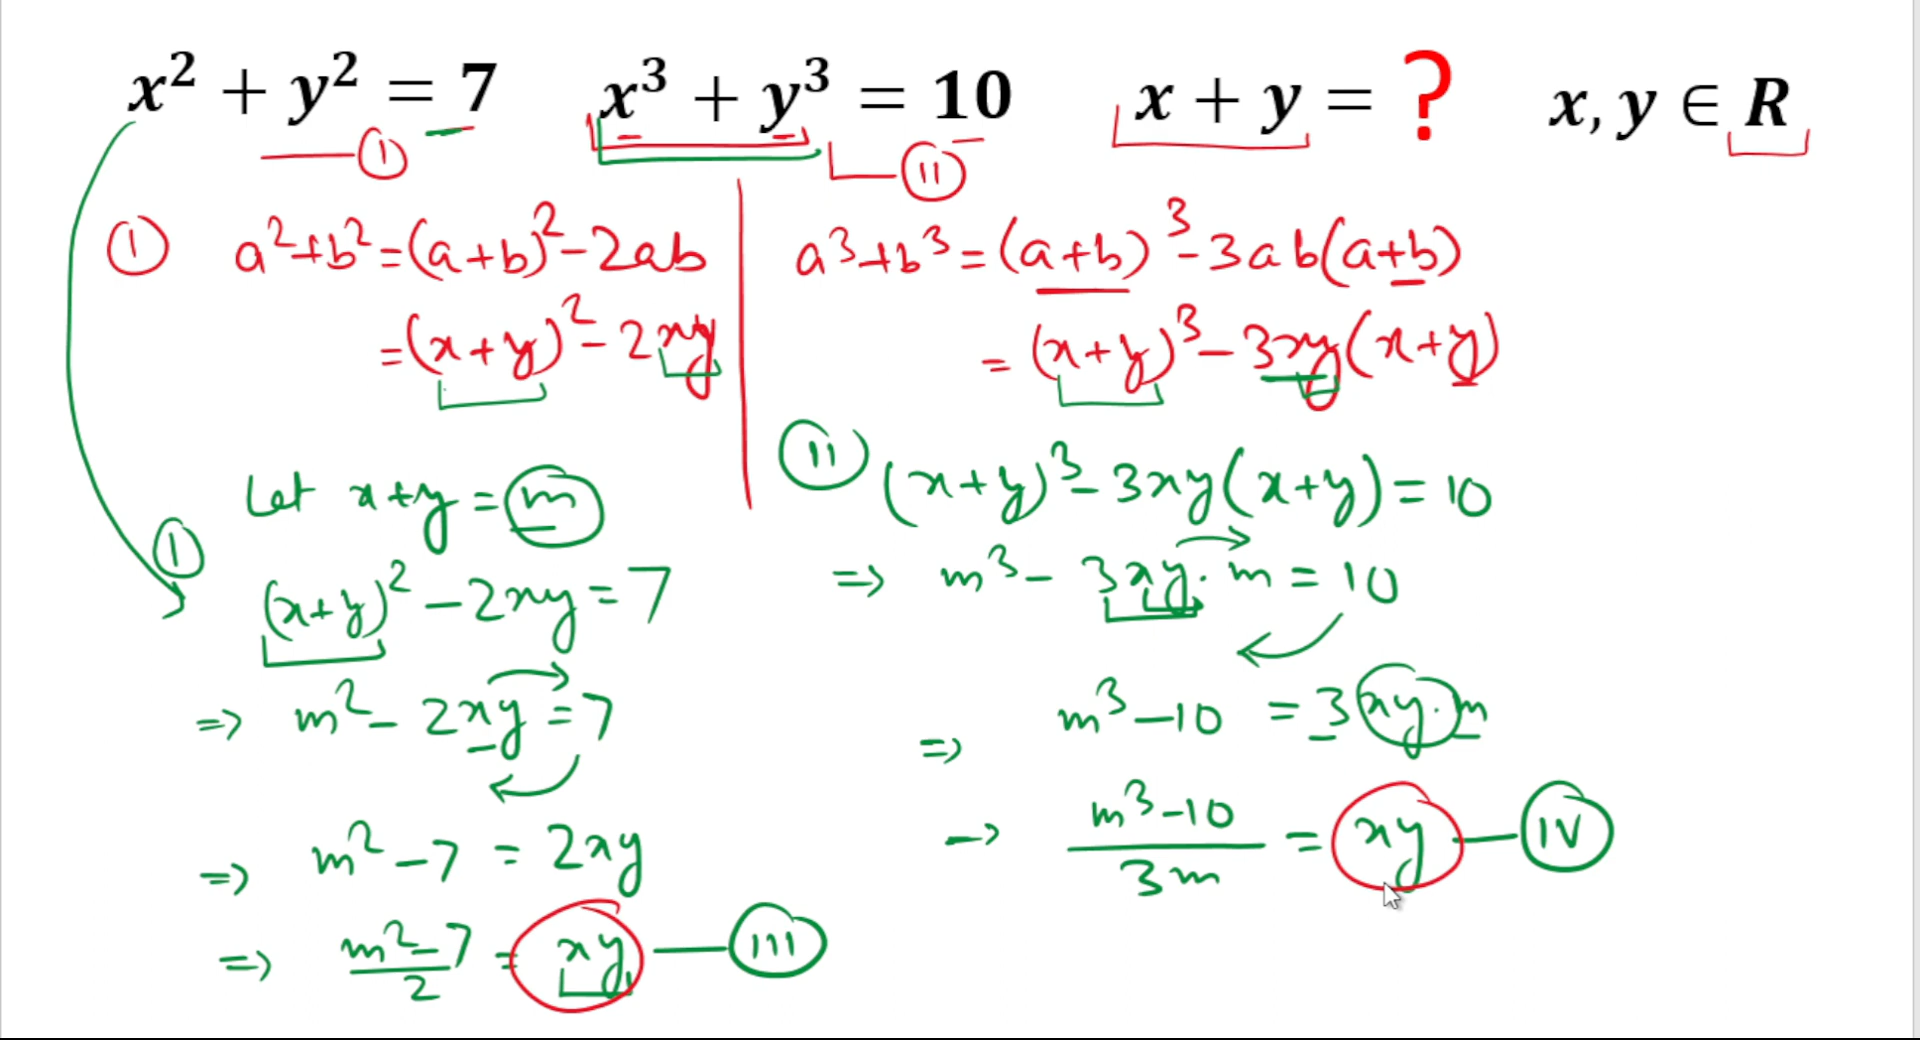 x² + y² = 7 x³ + y³ = 10 x + y = ? x, y ∈ R
— (I) — (II)
(I) a²+b²=(a+b)²-2ab
=(x+y)²-2xy
a³+b³=(a+b)³-3ab(a+b)
=(x+y)³-3xy(x+y)
Let x+y=m
(I) (x+y)²-2xy=7
=> m²-2xy=7
=> m²-7=2xy
=> (m²-7)/2=xy — (III)
(II) (x+y)³-3xy(x+y)=10
=> m³-3xy.m=10
=> m³-10=3xy.m
-> (m³-10)/3m=xy — (IV)